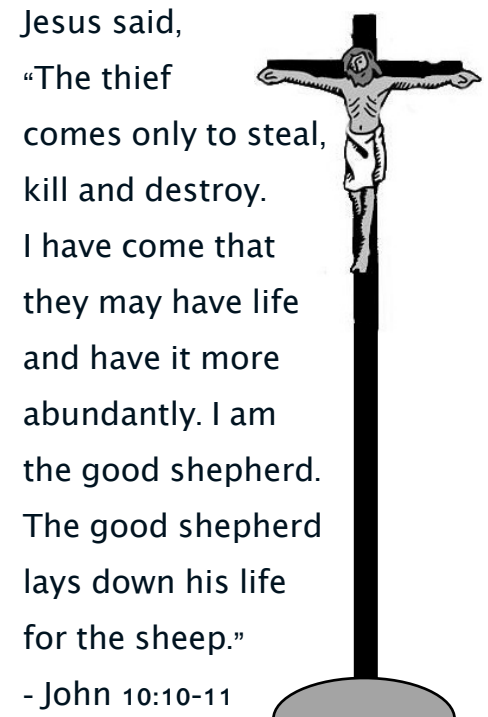 Jesus said,
“The thief
comes only to steal,
kill and destroy.
I have come that
they may have life
and have it more
abundantly. I am
the good shepherd.
The good shepherd
lays down his life
for the sheep.”
- John 10:10-11